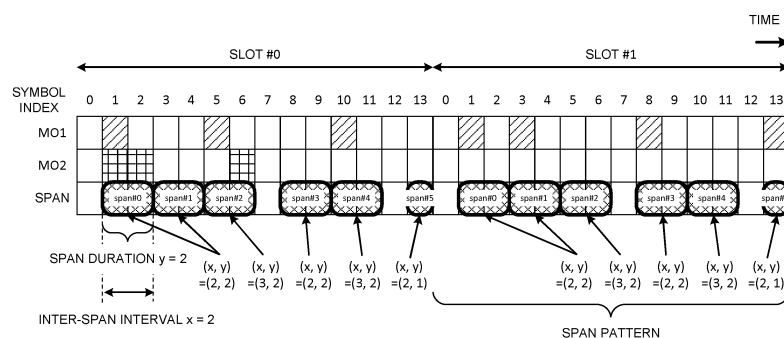 TIME
SLOT #0 SLOT #1
SYMBOL
INDEX
0 1 2 3 4 5 6 7 8 9 10 11 12 13 0 1 2 3 4 5 6 7 8 9 10 11 12 13
MO1
MO2
SPAN span#0 span#1 span#2 span#3 span#4 span#5 span#0 span#1 span#2 span#3 span#4 span#
SPAN DURATION y = 2
(x, y) (x, y) (x, y) (x, y) (x, y) (x, y) (x, y) (x, y) (x, y) (x, y)
=(2, 2) =(3, 2) =(2, 2) =(3, 2) =(2, 1) =(2, 2) =(3, 2) =(2, 2) =(3, 2) =(2, 1)
INTER-SPAN INTERVAL x = 2
SPAN PATTERN